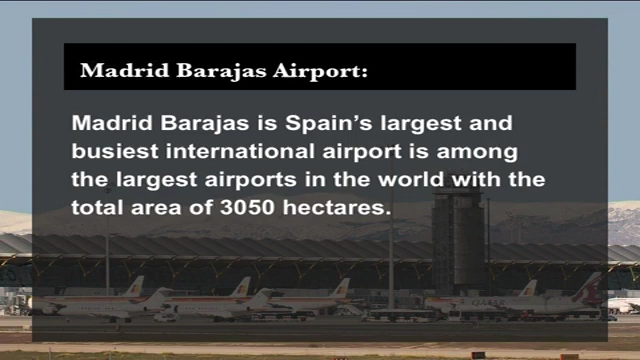 Madrid Barajas Airport:
Madrid Barajas is Spain's largest and
busiest international airport is among
the largest airports in the world with the
total area of 3050 hectares.
QATAR